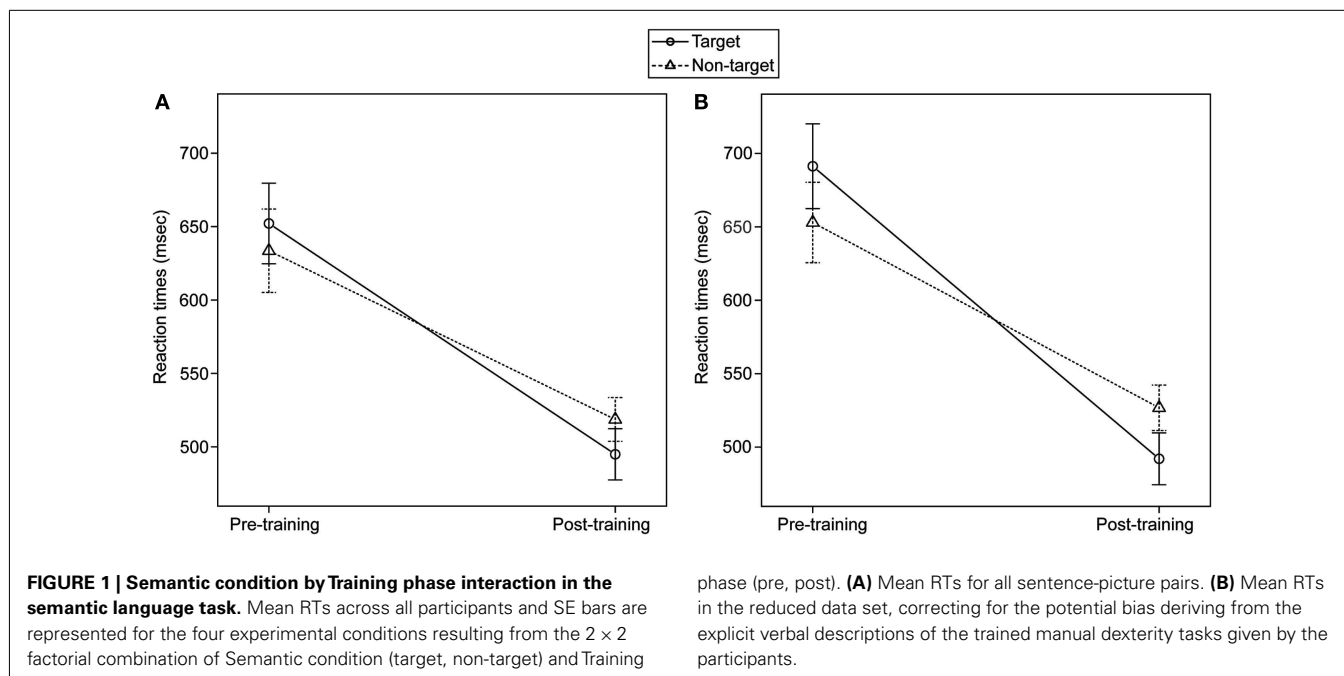 Target
Non-target
A
700
650
600
550
500
Reaction times (msec)
Pre-training
Post-training
B
700
650
600
550
500
Reaction times (msec)
Pre-training
Post-training
FIGURE 1 | Semantic condition by Training phase interaction in the
semantic language task. Mean RTs across all participants and SE bars are
represented for the four experimental conditions resulting from the 2 × 2
factorial combination of Semantic condition (target, non-target) and Training
phase (pre, post). (A) Mean RTs for all sentence-picture pairs. (B) Mean RTs
in the reduced data set, correcting for the potential bias deriving from the
explicit verbal descriptions of the trained manual dexterity tasks given by the
participants.